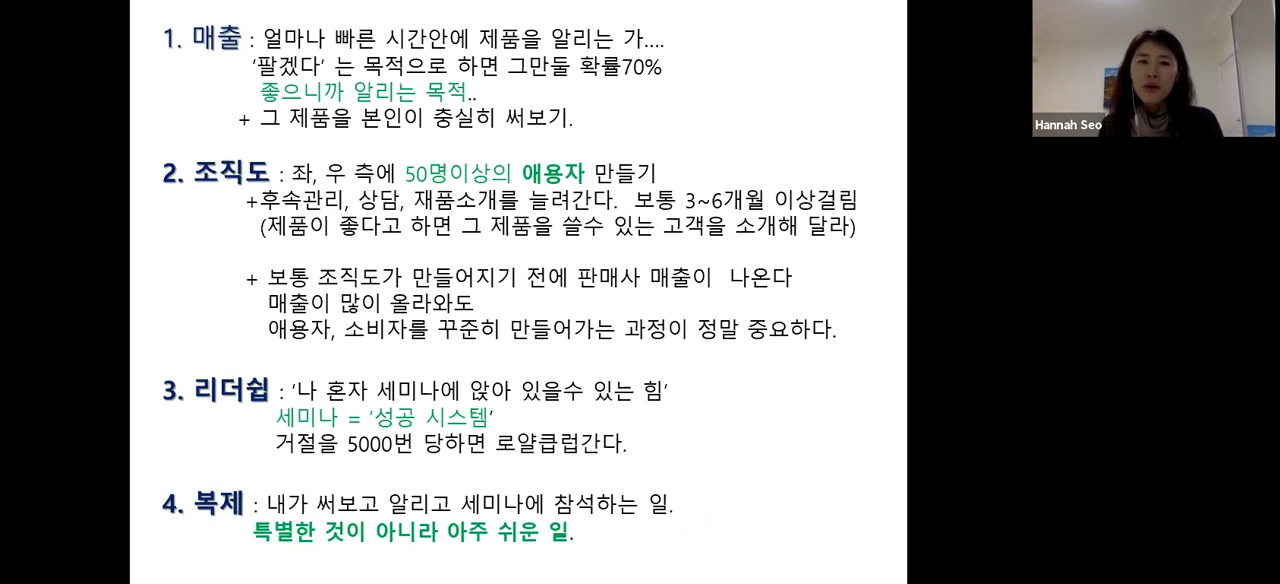 1. 매출 : 얼마나 빠른 시간안에 제품을 알리는 가....
'팔겠다' 는 목적으로 하면 그만둘 확률70%
좋으니까 알리는 목적..
+ 그 제품을 본인이 충실히 써보기.
2. 조직도 : 좌, 우 측에 50명이상의 애용자 만들기
+후속관리, 상담, 재품소개를 늘려간다. 보통 3~6개월 이상걸림
(제품이 좋다고 하면 그 제품을 쓸수 있는 고객을 소개해 달라)
+ 보통 조직도가 만들어지기 전에 판매사 매출이 나온다
매출이 많이 올라와도
애용자, 소비자를 꾸준히 만들어가는 과정이 정말 중요하다.
3. 리더쉽 : '나 혼자 세미나에 앉아 있을수 있는 힘'
세미나 = '성공 시스템'
거절을 5000번 당하면 로얄큽럽간다.
4. 복제 : 내가 써보고 알리고 세미나에 참석하는 일.
특별한 것이 아니라 아주 쉬운 일.
Hannah Seo